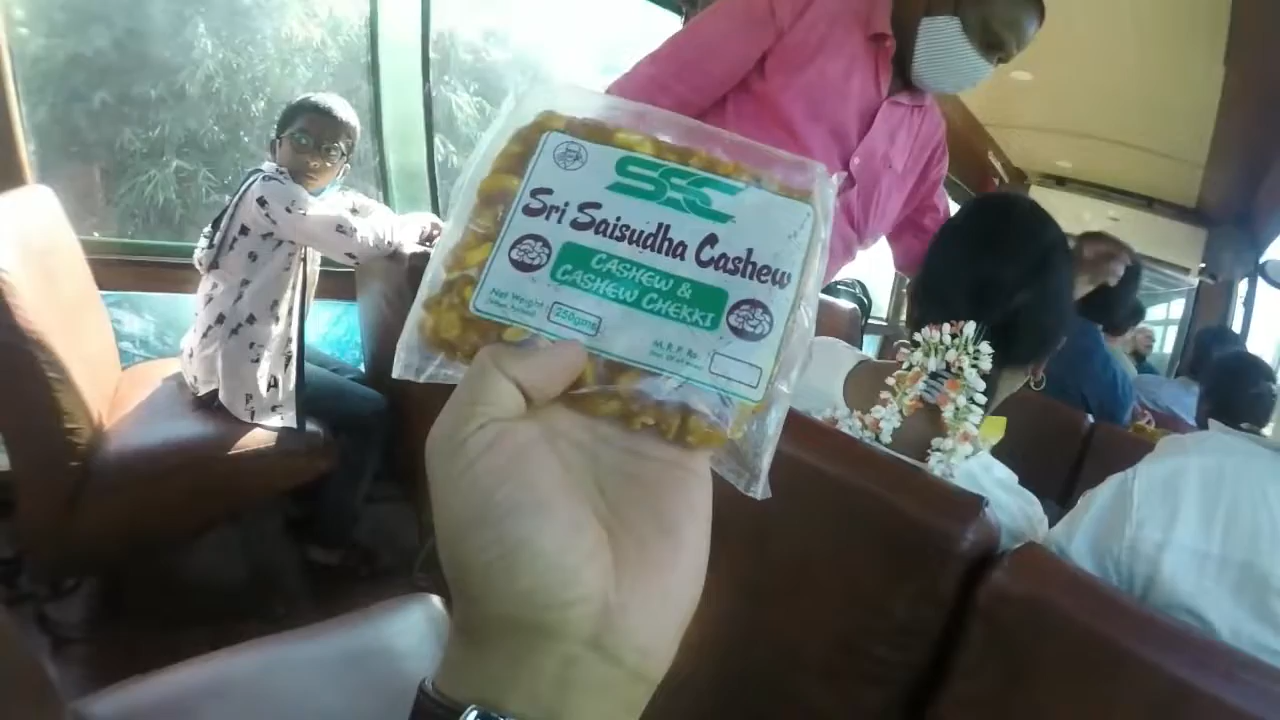 SSC
Sri Saisudha Cashew
CASHEW &
CASHEW CHEKKI
Net Weight: 250gms
M.R.P. Rs.